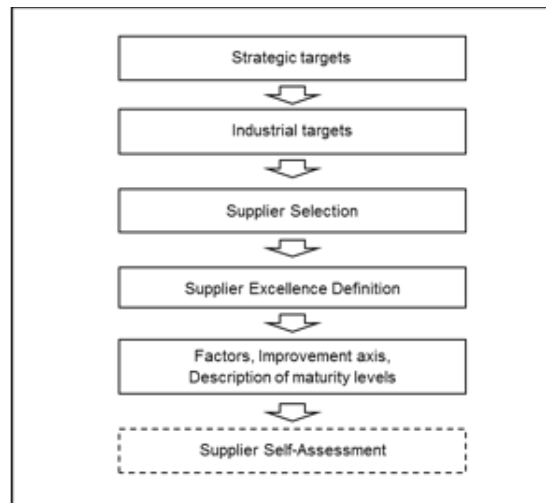 Strategic targets
Industrial targets
Supplier Selection
Supplier Excellence Definition
Factors, Improvement axis,
Description of maturity levels
Supplier Self-Assessment